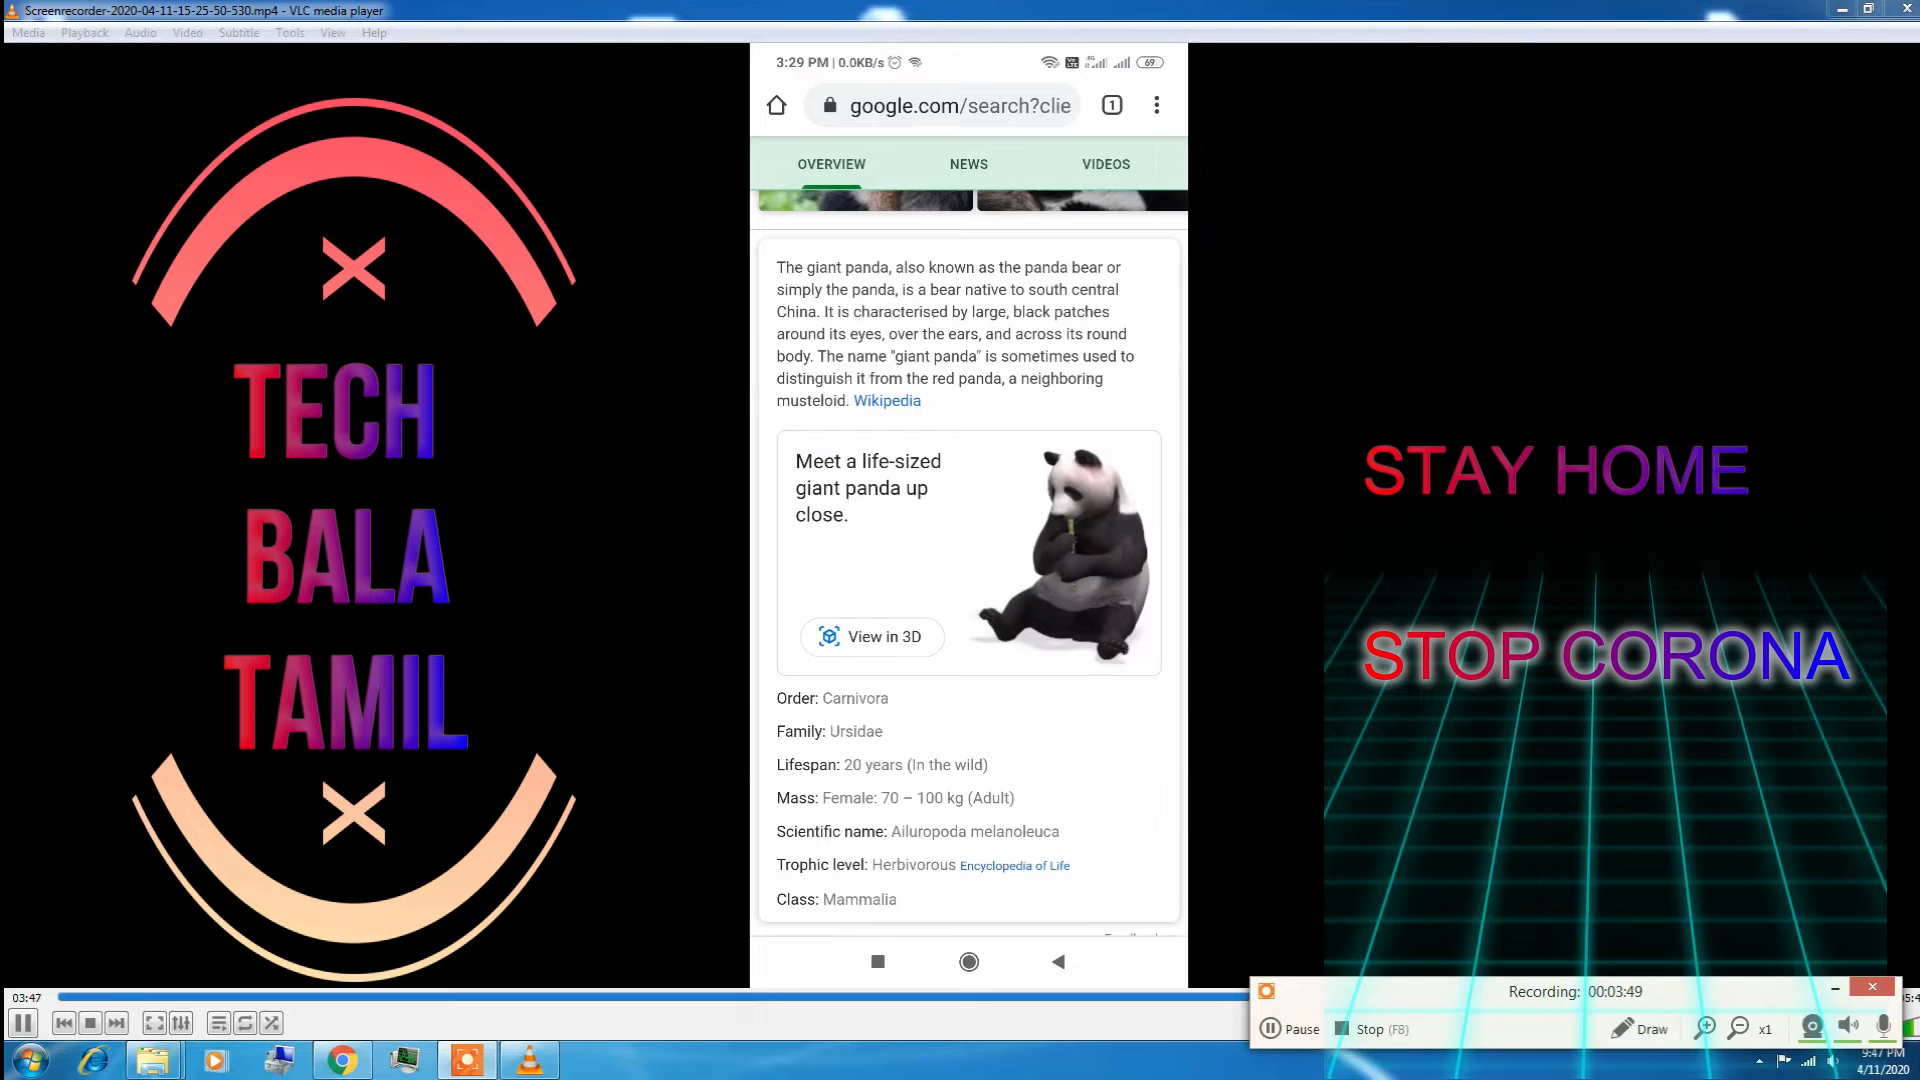 Screenrecorder-2020-04-11-15-25-50-530.mp4 - VLC media player
Media Playback Audio Video Subtitle Tools View Help
3:29 PM | 0.0KB/s
69
google.com/search?clie
1
OVERVIEW NEWS VIDEOS
The giant panda, also known as the panda bear or
simply the panda, is a bear native to south central
China. It is characterised by large, black patches
around its eyes, over the ears, and across its round
body. The name "giant panda" is sometimes used to
distinguish it from the red panda, a neighboring
musteloid. Wikipedia
Meet a life-sized
giant panda up
close.
View in 3D
Order: Carnivora
Family: Ursidae
Lifespan: 20 years (In the wild)
Mass: Female: 70 – 100 kg (Adult)
Scientific name: Ailuropoda melanoleuca
Trophic level: Herbivorous Encyclopedia of Life
Class: Mammalia
TECH
BALA
TAMIL
STAY HOME
STOP CORONA
03:47
Recording: 00:03:49
Pause Stop (F8) Draw x1
9:47 PM
4/11/2020